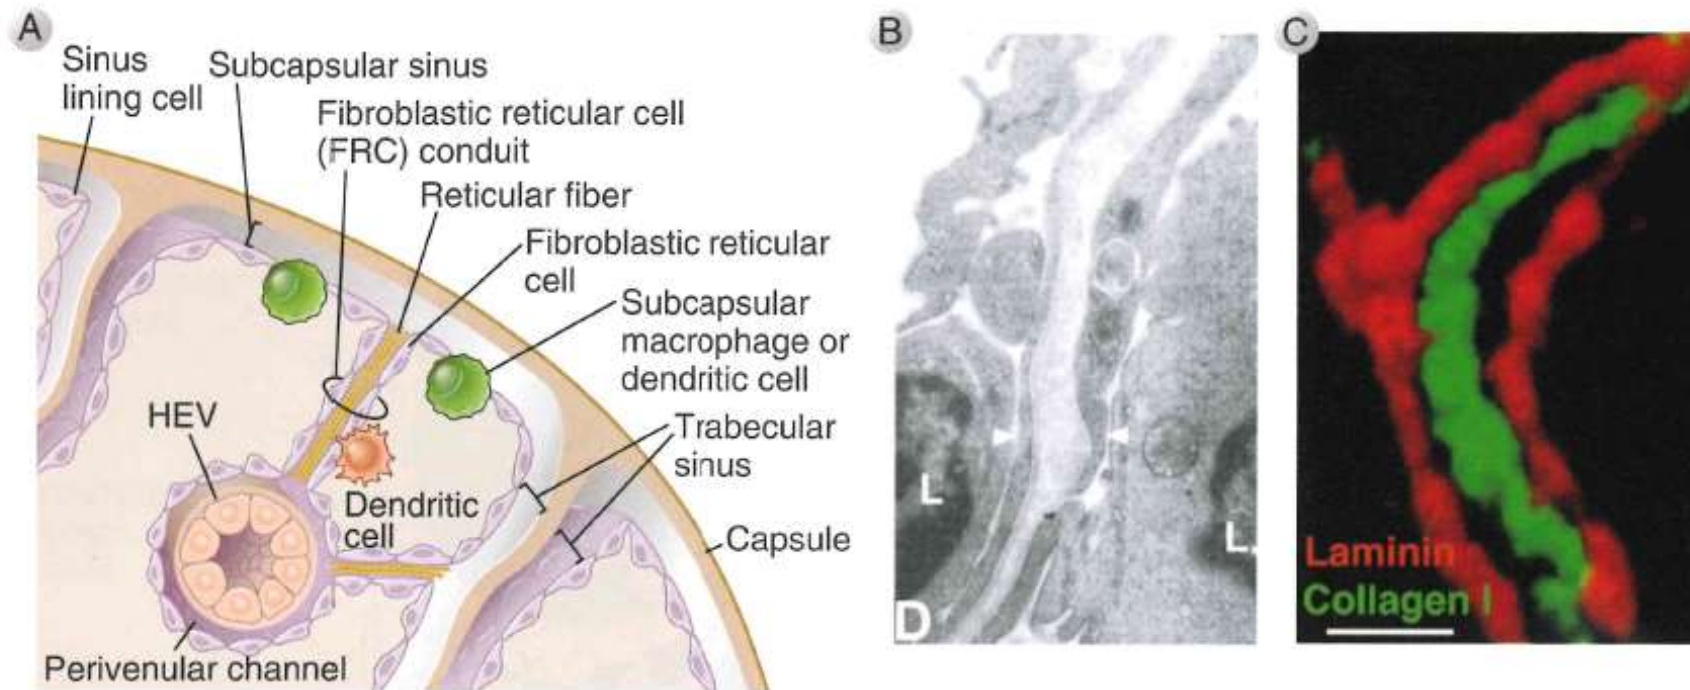 A
Sinus
lining cell
Subcapsular sinus
Fibroblastic reticular cell
(FRC) conduit
Reticular fiber
Fibroblastic reticular
cell
Subcapsular
macrophage or
dendritic cell
HEV
Trabecular
sinus
Dendritic
cell
Capsule
Perivenular channel
B
L
L.
D
C
Laminin
Collagen I